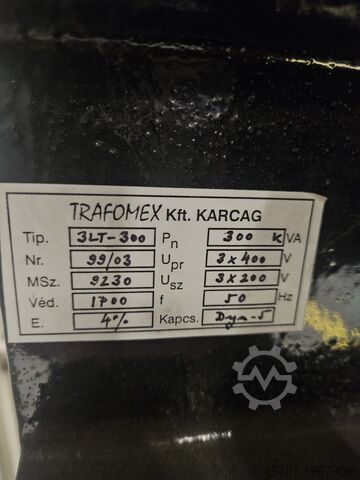 TRAFOMEX Kft. KARCAG
Tip. 3LT-300 Pn 300 kVA
Nr. 99/03 Upr 3x400 V
MSz. 9230 Usz 3x200 V
Véd. 1P00 f 50 Hz
E. 4% Kapcs. Dyn-5